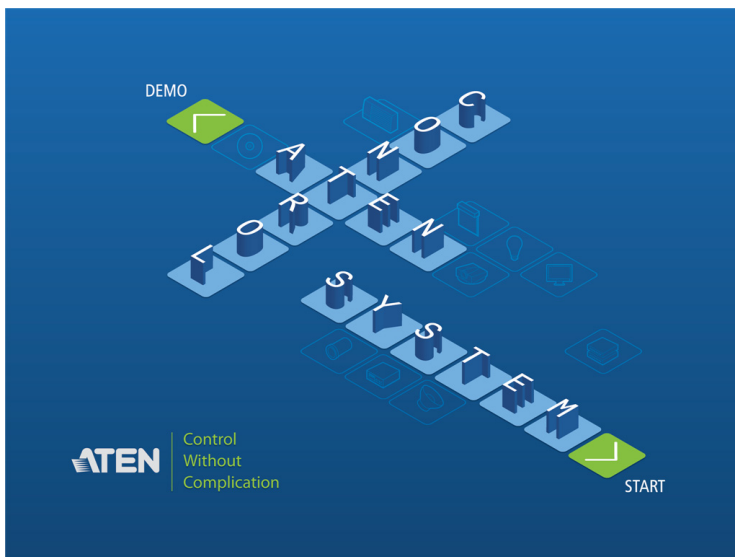 DEMO
ATEN
CONTROL
SYSTEM
ATEN
Control
Without
Complication
START